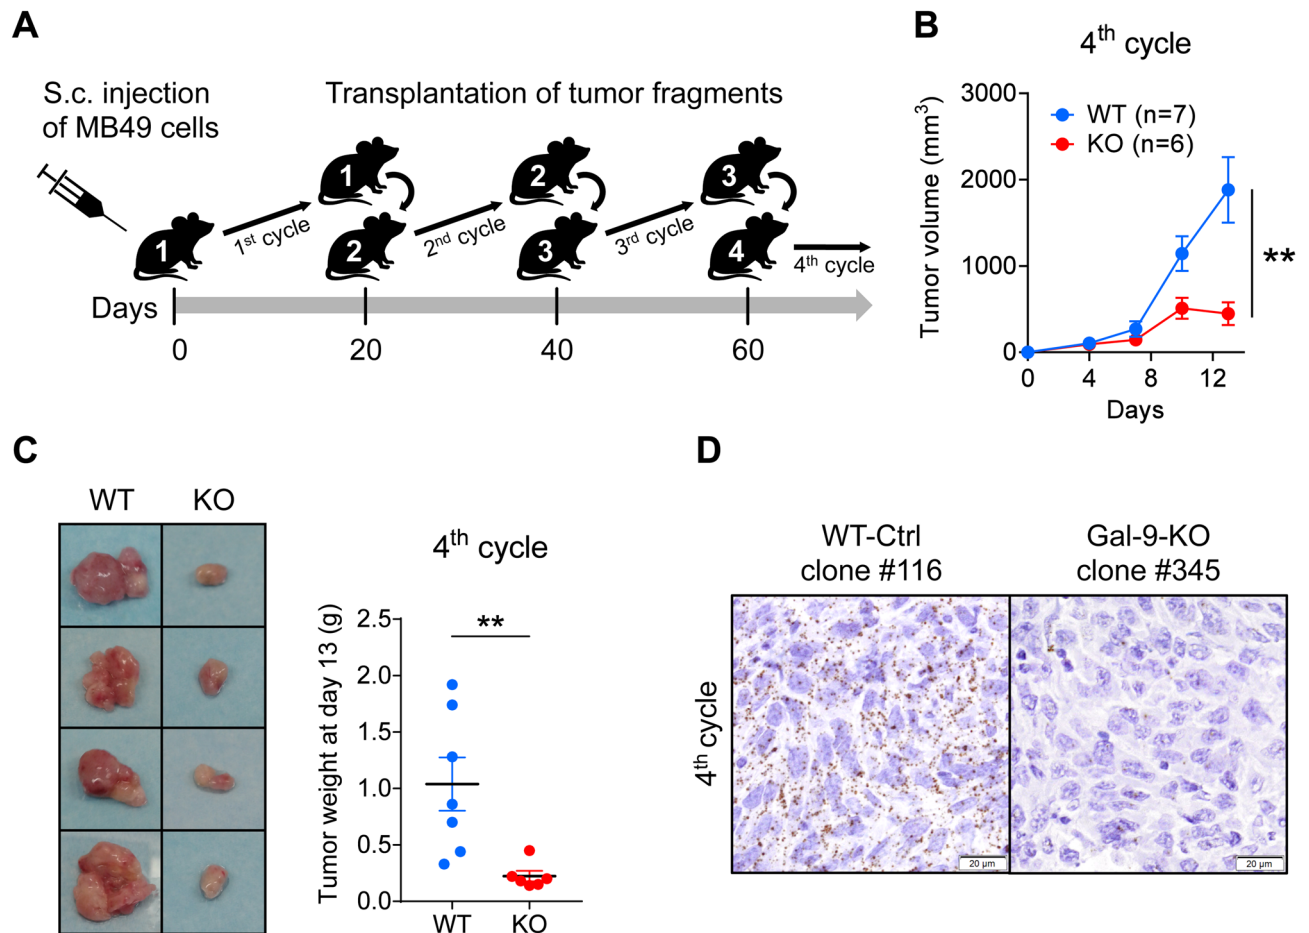 A
S.c. injection
of MB49 cells
Transplantation of tumor fragments
1
1st cycle
1
2
2nd cycle
2
3
3rd cycle
3
4
4th cycle
Days
0
20
40
60
B
4th cycle
3000
2000
1000
0
Tumor volume (mm3)
WT (n=7)
KO (n=6)
**
0
4
8
12
Days
C
WT
KO
4th cycle
Tumor weight at day 13 (g)
2.5
2.0
1.5
1.0
0.5
0.0
**
WT
KO
D
WT-Ctrl
clone #116
Gal-9-KO
clone #345
4th cycle
20 µm
20 µm